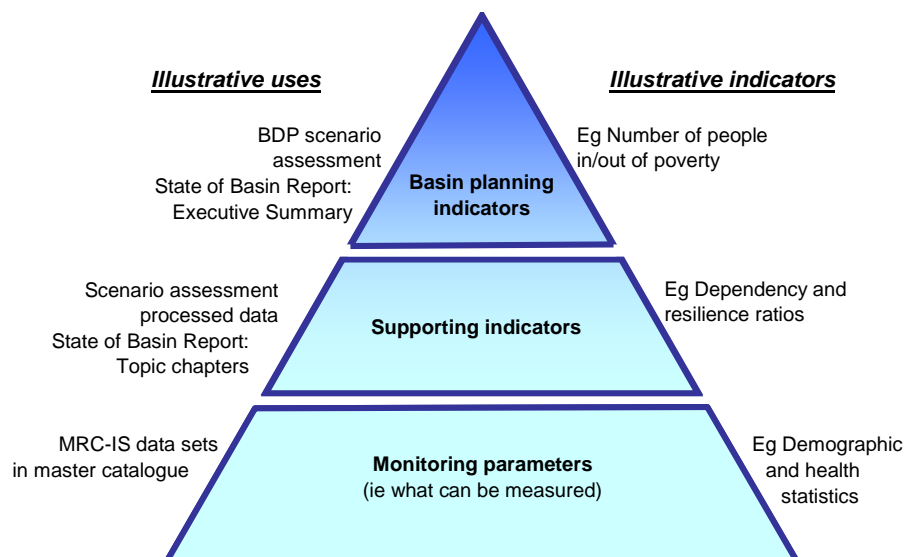 Illustrative uses
Illustrative indicators
BDP scenario
assessment
State of Basin Report:
Executive Summary
Basin planning
indicators
Eg Number of people
in/out of poverty
Scenario assessment
processed data
State of Basin Report:
Topic chapters
Supporting indicators
Eg Dependency and
resilience ratios
MRC-IS data sets
in master catalogue
Monitoring parameters
(ie what can be measured)
Eg Demographic
and health
statistics